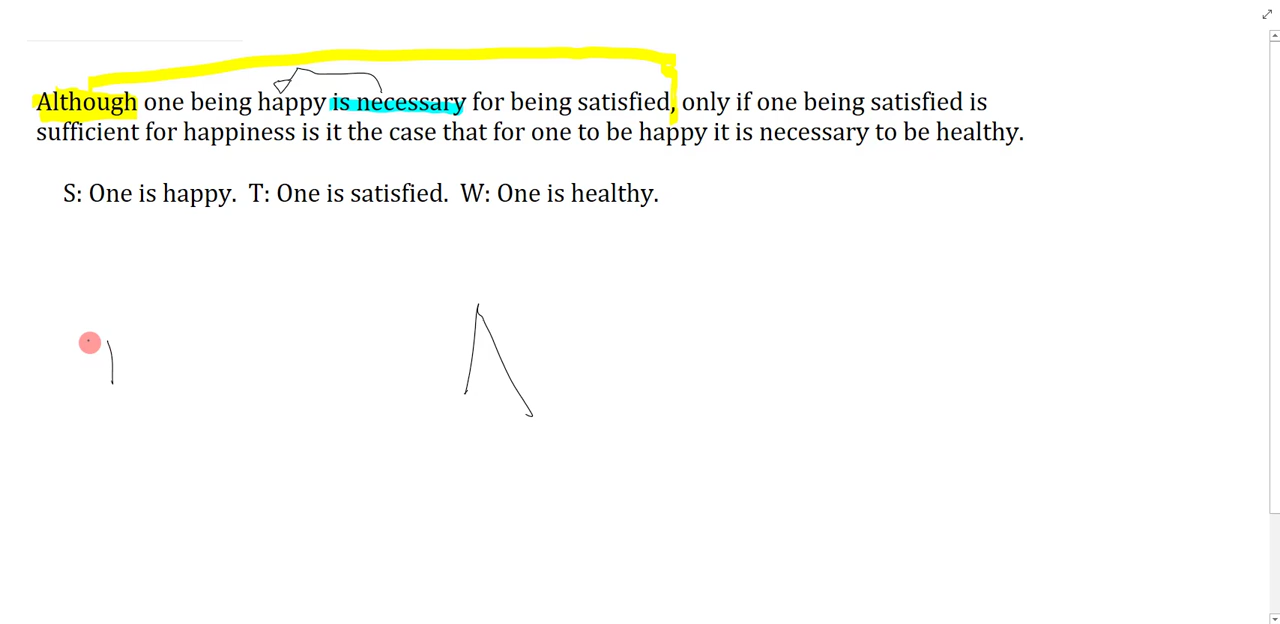 Although one being happy is necessary for being satisfied, only if one being satisfied is
sufficient for happiness is it the case that for one to be happy it is necessary to be healthy.
S: One is happy. T: One is satisfied. W: One is healthy.
∧